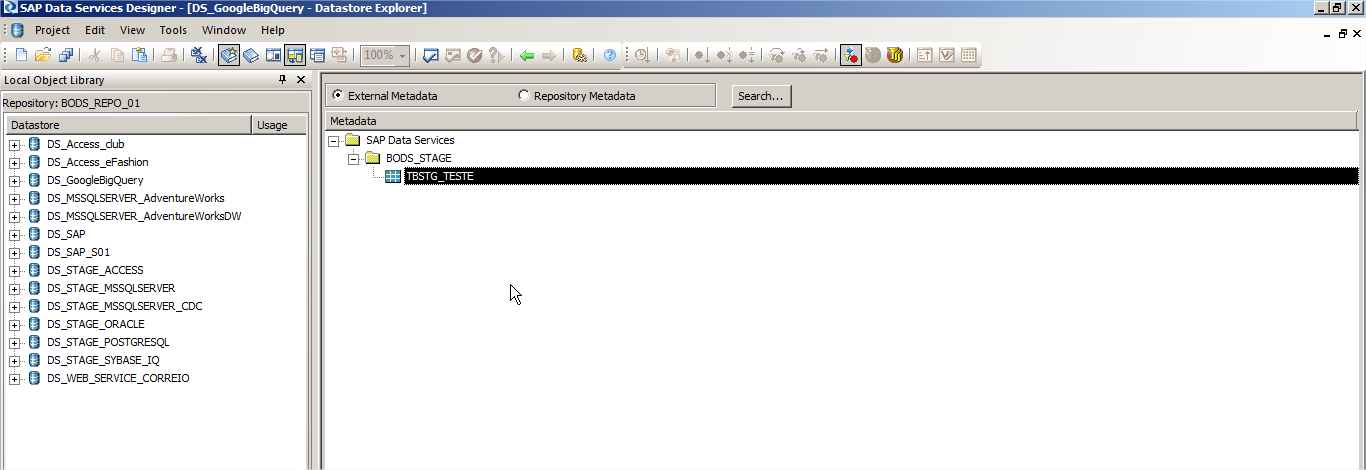 SAP Data Services Designer - [DS_GoogleBigQuery - Datastore Explorer]
Project Edit View Tools Window Help
100%
Local Object Library
Repository: BODS_REPO_01
Datastore Usage
DS_Access_club
DS_Access_eFashion
DS_GoogleBigQuery
DS_MSSQLSERVER_AdventureWorks
DS_MSSQLSERVER_AdventureWorksDW
DS_SAP
DS_SAP_S01
DS_STAGE_ACCESS
DS_STAGE_MSSQLSERVER
DS_STAGE_MSSQLSERVER_CDC
DS_STAGE_ORACLE
DS_STAGE_POSTGRESQL
DS_STAGE_SYBASE_IQ
DS_WEB_SERVICE_CORREIO
External Metadata Repository Metadata Search...
Metadata
SAP Data Services
BODS_STAGE
TBSTG_TESTE